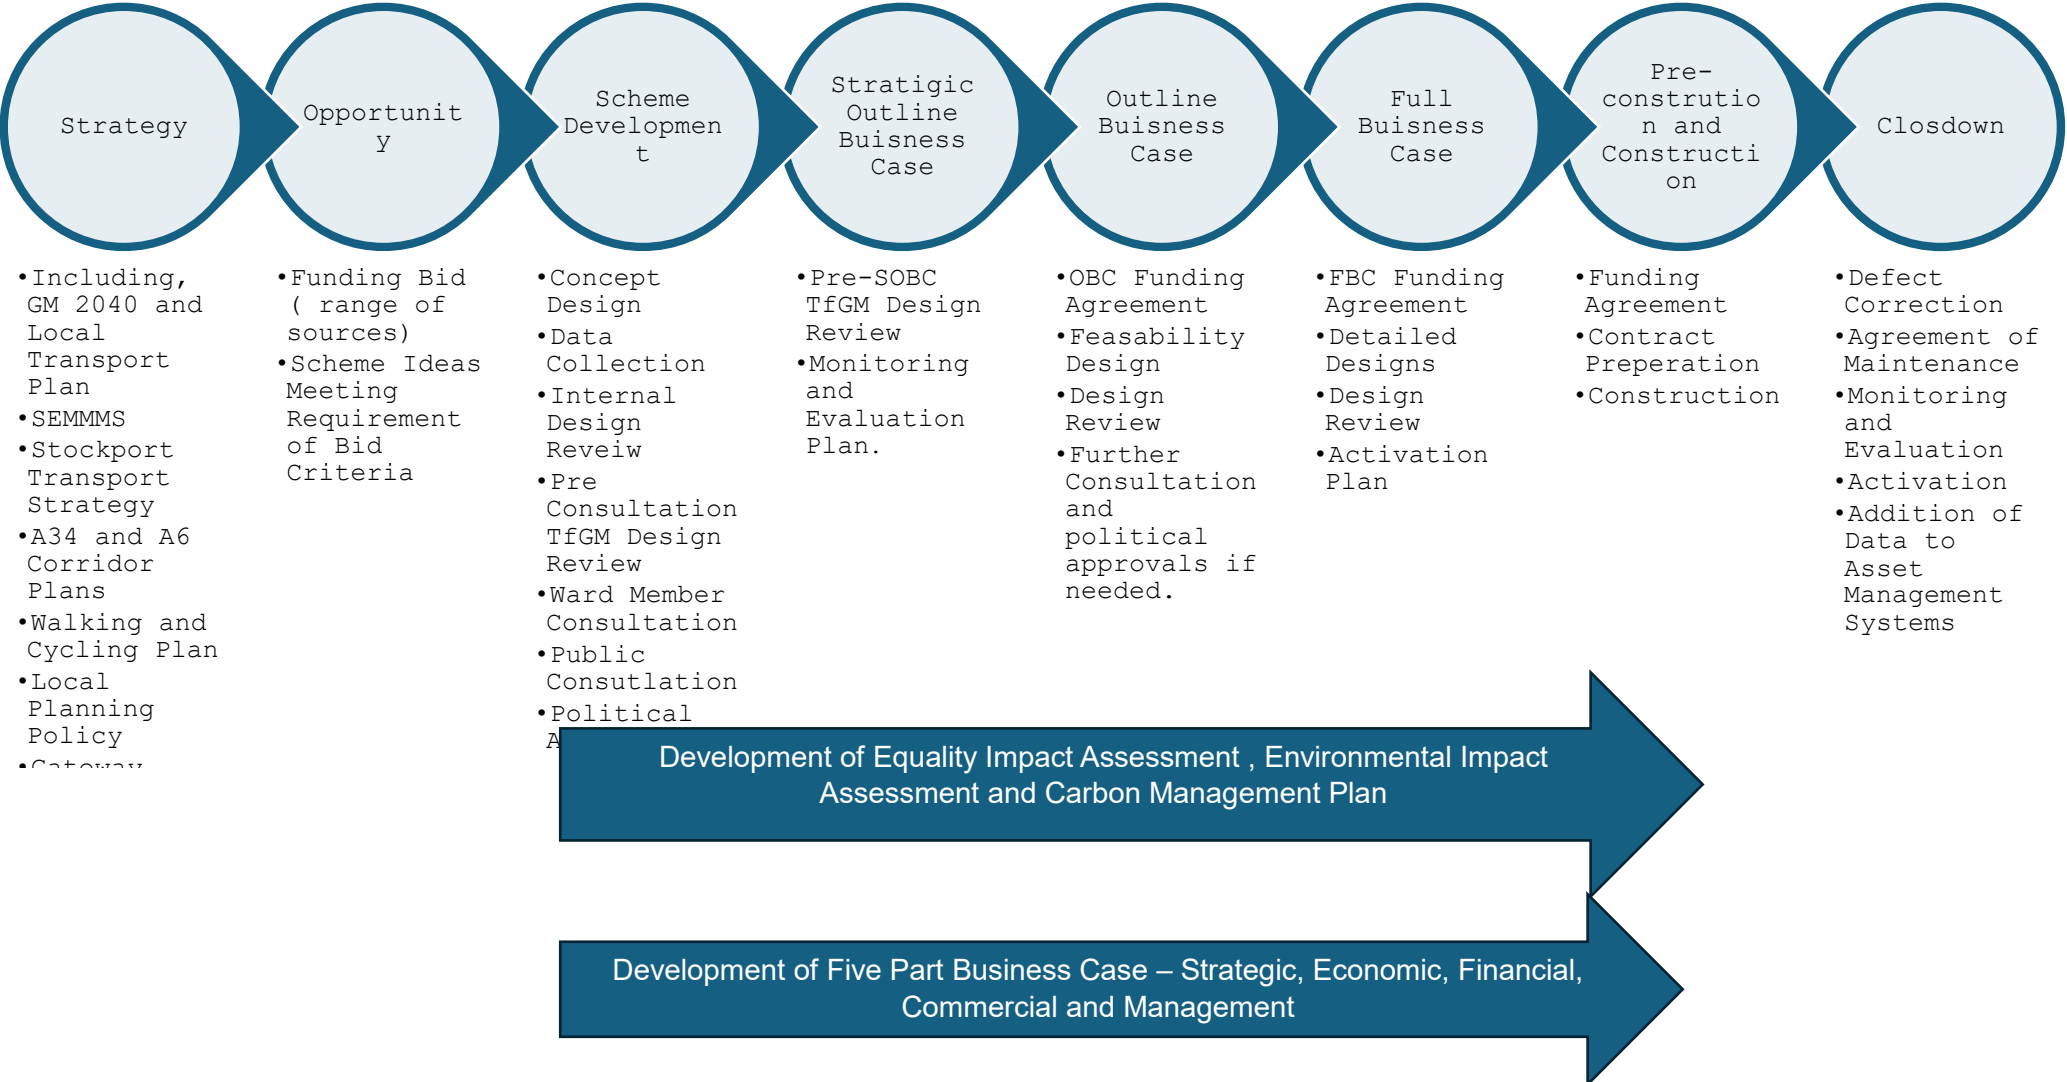 Strategy
Opportunit
y
Scheme
Developmen
t
Stratigic
Outline
Buisness
Case
Outline
Buisness
Case
Full
Buisness
Case
Pre-
construtio
n and
Constructi
on
Closdown
•Including,
GM 2040 and
Local
Transport
Plan
•SEMMMS
•Stockport
Transport
Strategy
•A34 and A6
Corridor
Plans
•Walking and
Cycling Plan
•Local
Planning
Policy
•Funding Bid
( range of
sources)
•Scheme Ideas
Meeting
Requirement
of Bid
Criteria
•Concept
Design
•Data
Collection
•Internal
Design
Reveiw
•Pre
Consultation
TfGM Design
Review
•Ward Member
Consultation
•Public
Consutlation
•Political
•Pre-SOBC
TfGM Design
Review
•Monitoring
and
Evaluation
Plan.
•OBC Funding
Agreement
•Feasability
Design
•Design
Review
•Further
Consultation
and
political
approvals if
needed.
•FBC Funding
Agreement
•Detailed
Designs
•Design
Review
•Activation
Plan
•Funding
Agreement
•Contract
Preperation
•Construction
•Defect
Correction
•Agreement of
Maintenance
•Monitoring
and
Evaluation
•Activation
•Addition of
Data to
Asset
Management
Systems
Development of Equality Impact Assessment , Environmental Impact
Assessment and Carbon Management Plan
Development of Five Part Business Case – Strategic, Economic, Financial,
Commercial and Management